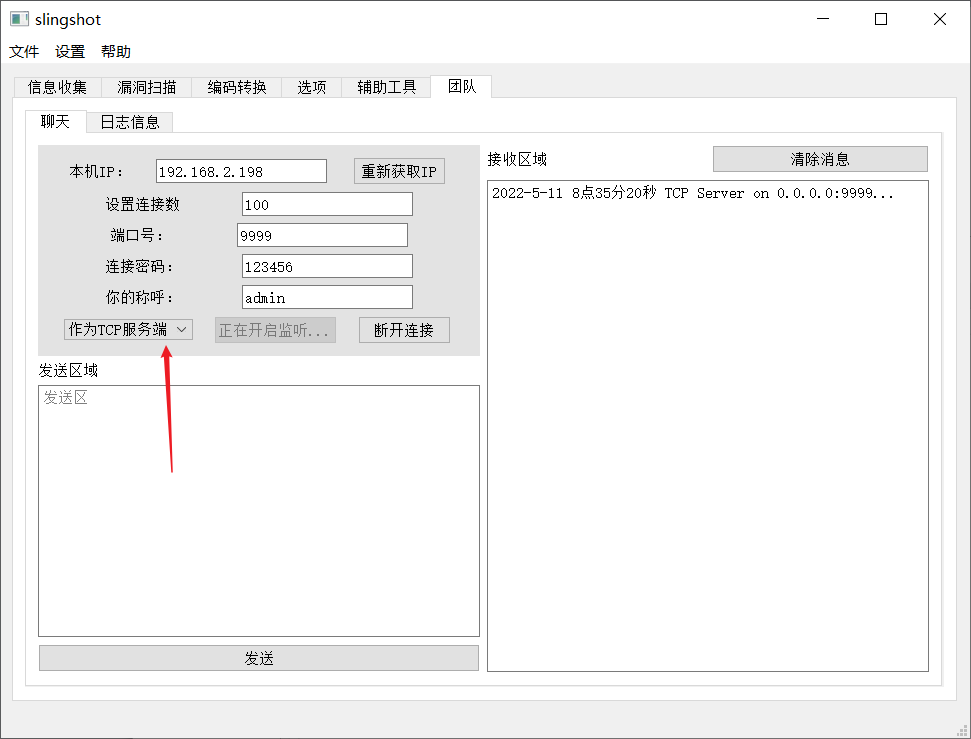 slingshot
文件 设置 帮助
信息收集 漏洞扫描 编码转换 选项 辅助工具 团队
聊天 日志信息
本机IP： 192.168.2.198 重新获取IP
设置连接数 100
端口号： 9999
连接密码： 123456
你的称呼： admin
作为TCP服务端 正在开启监听... 断开连接
发送区域
发送区
发送
接收区域 清除消息
2022-5-11 8点35分20秒 TCP Server on 0.0.0.0:9999...